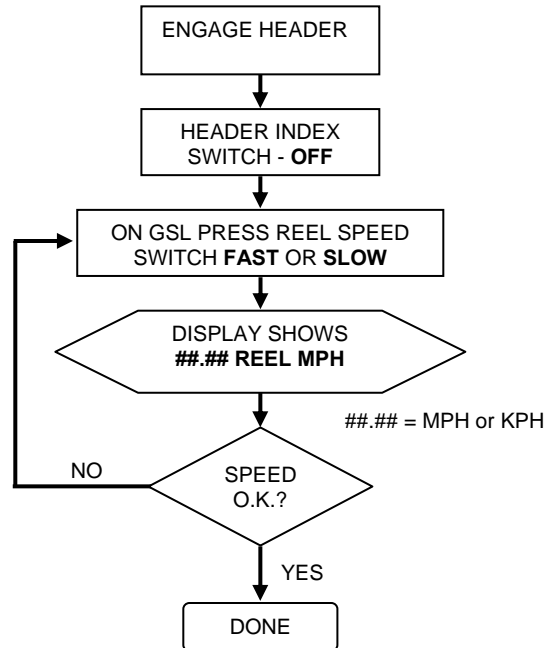 ENGAGE HEADER
HEADER INDEX
SWITCH - OFF
ON GSL PRESS REEL SPEED
SWITCH FAST OR SLOW
DISPLAY SHOWS
##.## REEL MPH
##.## = MPH or KPH
NO
SPEED
O.K.?
YES
DONE